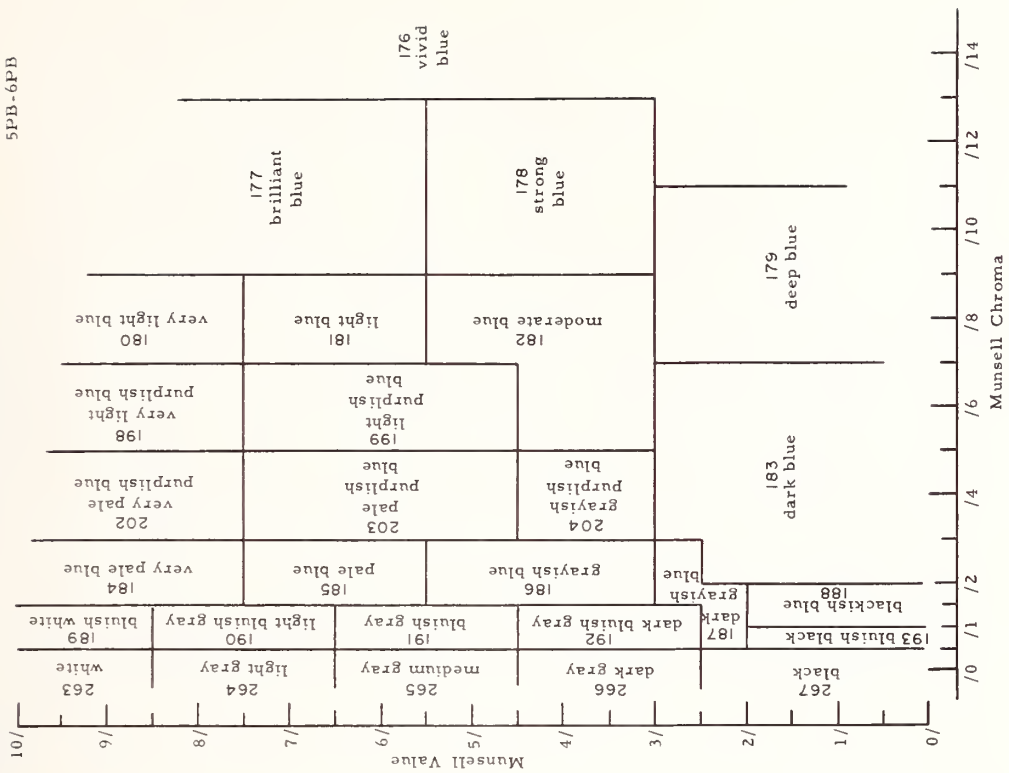 5PB-6PB
176
vivid
blue
177
brilliant
blue
178
strong
blue
179
deep blue
180
very light blue
181
light blue
182
moderate blue
198
very light
purplish blue
199
light
purplish
blue
183
dark blue
202
very pale
purplish blue
203
pale
purplish
blue
204
grayish
purplish
blue
184
very pale blue
185
pale blue
186
grayish blue
187
dark
grayish
blue
188
blackish blue
189
bluish white
190
light bluish gray
191
bluish gray
192
dark bluish gray
193 bluish black
263
white
264
light gray
265
medium gray
266
dark gray
267
black
10/
9/
8/
7/
6/
5/
4/
3/
2/
1/
0/
Munsell Value
/0
/1
/2
/4
/6
/8
/10
/12
/14
Munsell Chroma